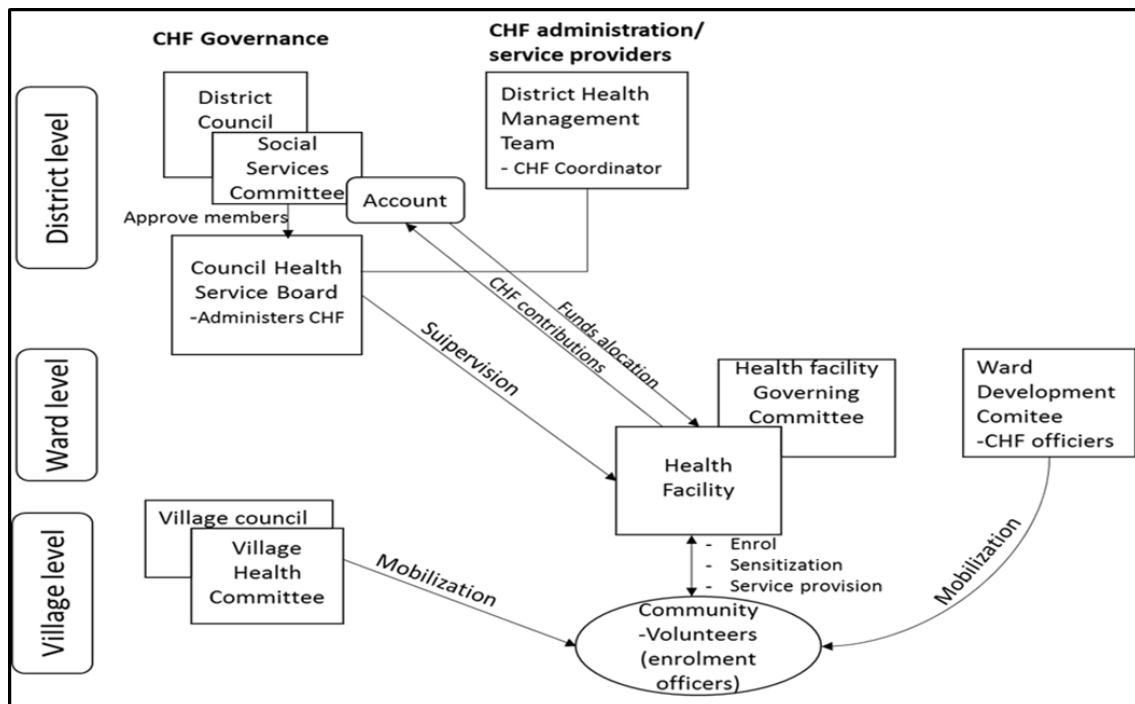 CHF Governance
CHF administration/
service providers
District level
District
Council
Social
Services
Committee
Account
District Health
Management
Team
- CHF Coordinator
Approve members
Council Health
Service Board
-Administers CHF
Suipervision
CHF contributions
Funds alocation
Ward level
Health facility
Governing
Committee
Ward
Development
Comitee
-CHF officiers
Health
Facility
Village level
Village council
Village
Health
Committee
Mobilization
- Enrol
- Sensitization
- Service provision
Mobilization
Community
-Volunteers
(enrolment
officers)